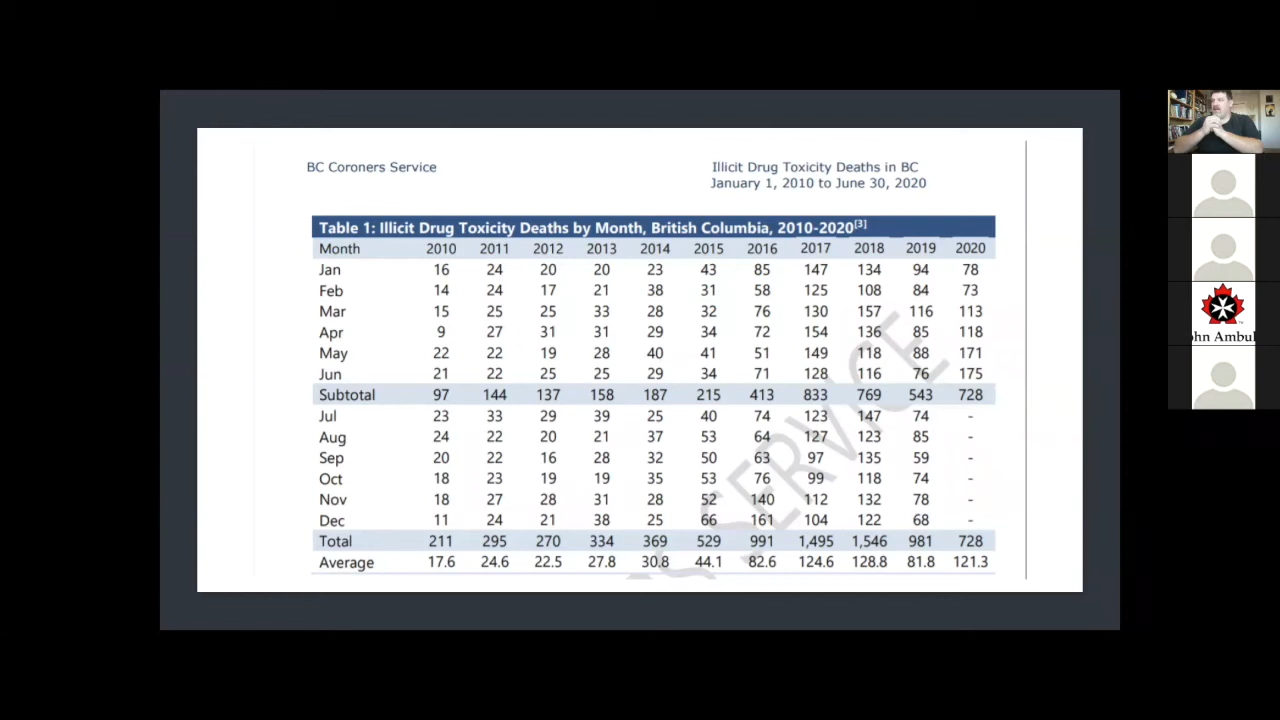 BC Coroners Service
Illicit Drug Toxicity Deaths in BC
January 1, 2010 to June 30, 2020
Table 1: Illicit Drug Toxicity Deaths by Month, British Columbia, 2010-2020[3]
Month 2010 2011 2012 2013 2014 2015 2016 2017 2018 2019 2020
Jan 16 24 20 20 23 43 85 147 134 94 78
Feb 14 24 17 21 38 31 58 125 108 84 73
Mar 15 25 25 33 28 32 76 130 157 116 113
Apr 9 27 31 31 29 34 72 154 136 85 118
May 22 22 19 28 40 41 51 149 118 88 171
Jun 21 22 25 25 29 34 71 128 116 76 175
Subtotal 97 144 137 158 187 215 413 833 769 543 728
Jul 23 33 29 39 25 40 74 123 147 74 -
Aug 24 22 20 21 37 53 64 127 123 85 -
Sep 20 22 16 28 32 50 63 97 135 59 -
Oct 18 23 19 19 35 53 76 99 118 74 -
Nov 18 27 28 31 28 52 140 112 132 78 -
Dec 11 24 21 38 25 66 161 104 122 68 -
Total 211 295 270 334 369 529 991 1,495 1,546 981 728
Average 17.6 24.6 22.5 27.8 30.8 44.1 82.6 124.6 128.8 81.8 121.3
S SERVICE
ohn Ambul